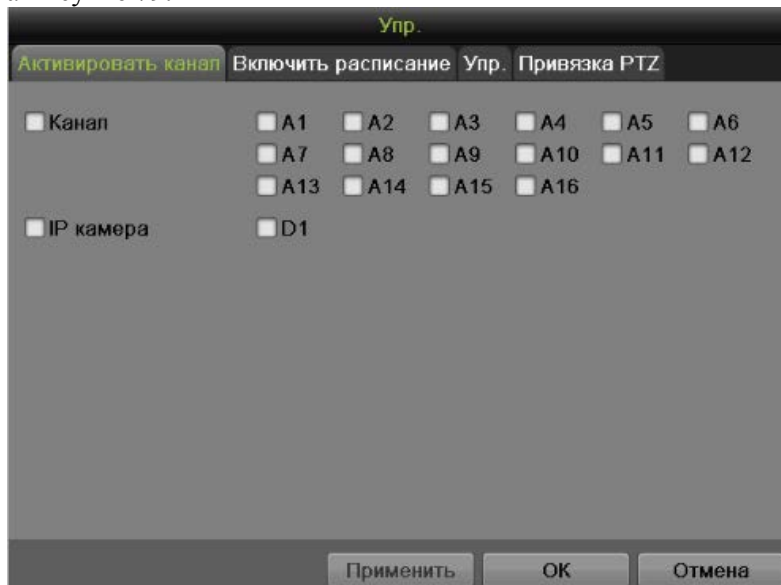 Упр.
Активировать канал Включить расписание Упр. Привязка PTZ
Канал A1 A2 A3 A4 A5 A6
A7 A8 A9 A10 A11 A12
A13 A14 A15 A16
IP камера D1
Применить OK Отмена